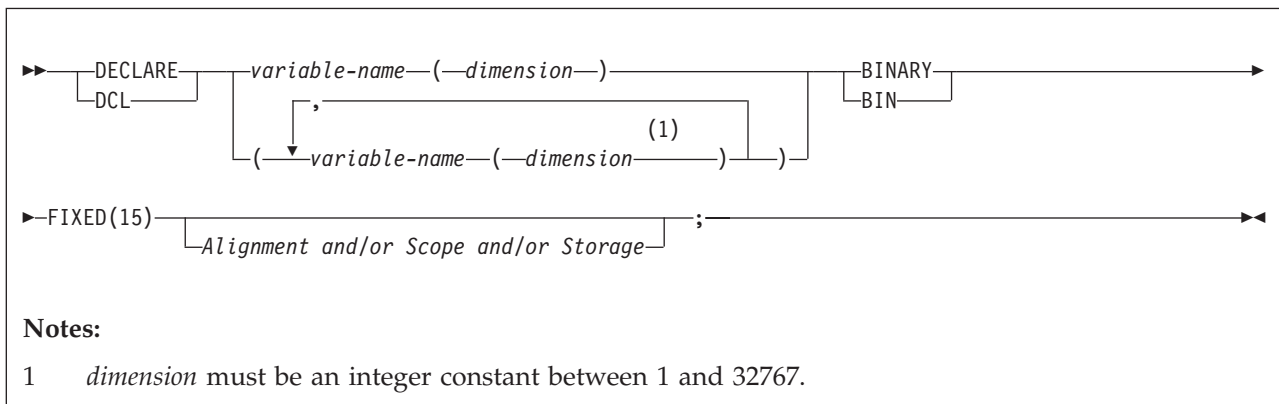 DECLARE variable-name ( dimension ) BINARY
DCL , BIN
(1)
( variable-name ( dimension ) )
FIXED(15) ;
Alignment and/or Scope and/or Storage
Notes:
1 dimension must be an integer constant between 1 and 32767.